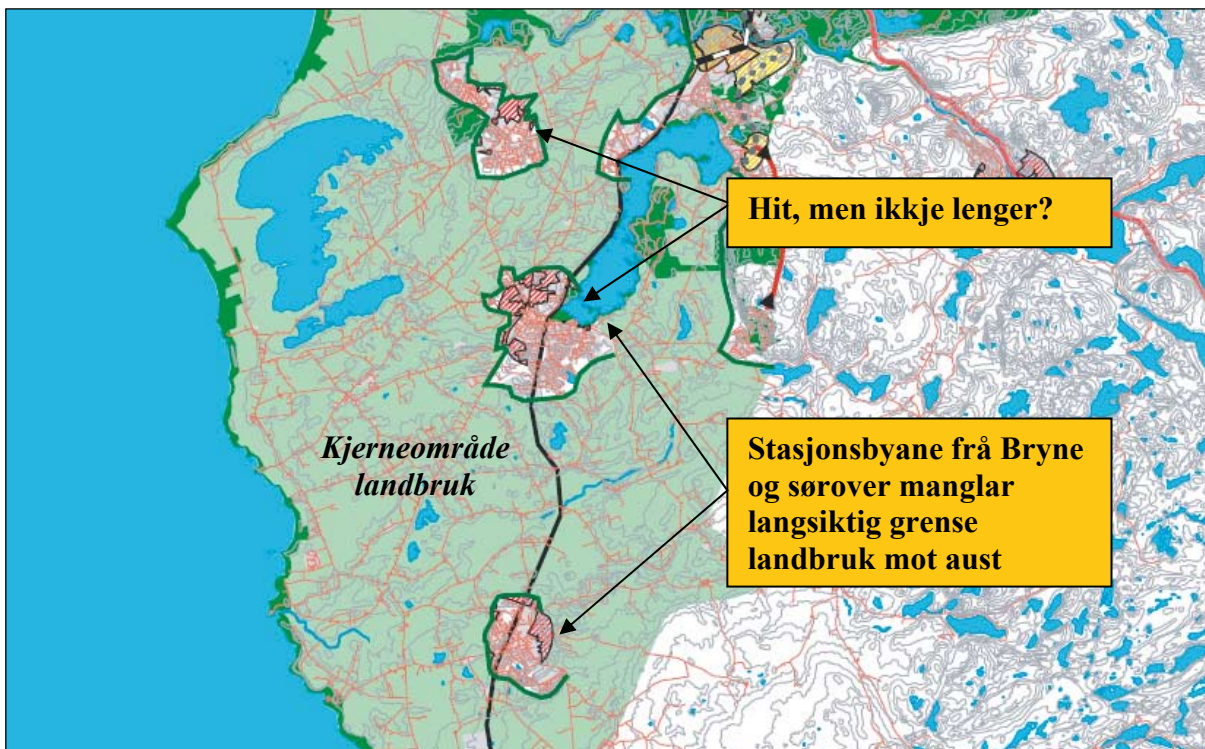 Hit, men ikkje lenger?
Kjerneområde
landbruk
Stasjonsbyane frå Bryne
og sørover manglar
langsiktig grense
landbruk mot aust